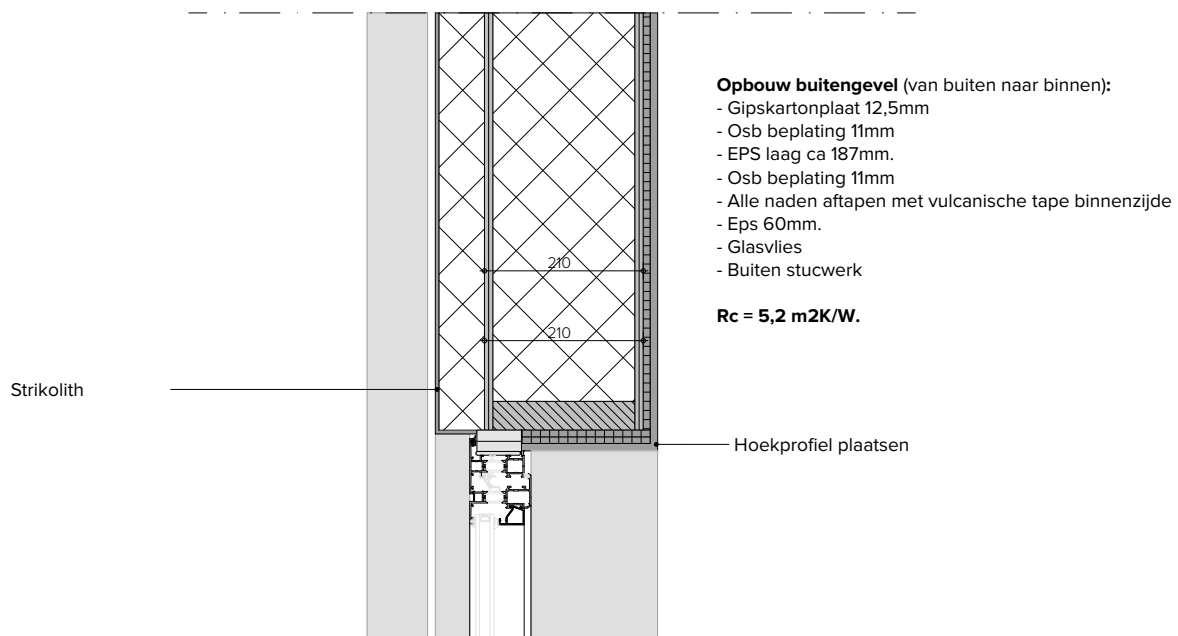 Opbouw buitengevel (van buiten naar binnen):
- Gipskartonplaat 12,5mm
- Osb beplating 11mm
- EPS laag ca 187mm.
- Osb beplating 11mm
- Alle naden aftapen met vulcanische tape binnenzijde
- Eps 60mm.
- Glasvlies
- Buiten stucwerk
Rc = 5,2 m2K/W.
210
210
Strikolith
Hoekprofiel plaatsen